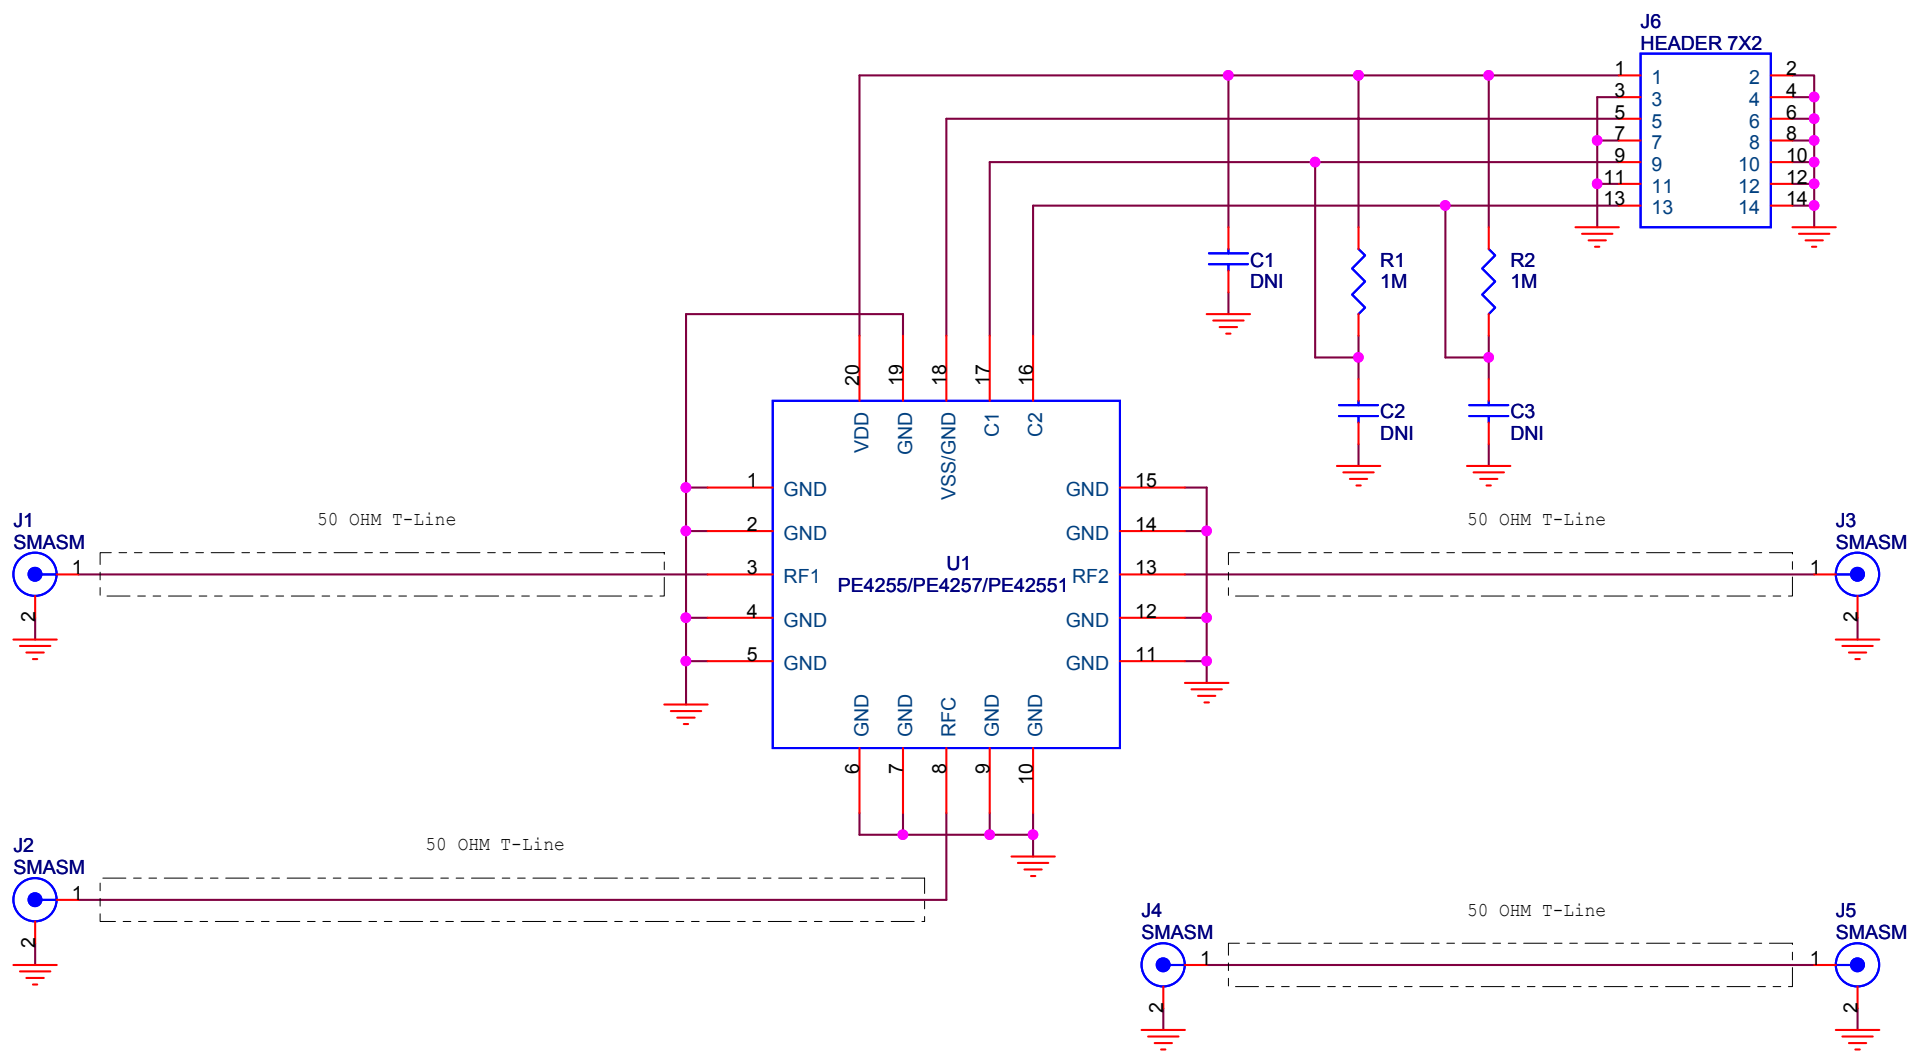 J6
HEADER 7X2
1 1 2 2
3 3 4 4
5 5 6 6
7 7 8 8
9 9 10 10
11 11 12 12
13 13 14 14
C1
DNI
R1
1M
R2
1M
C2
DNI
C3
DNI
20 19 18 17 16
VDD GND VSS/GND C1 C2
1 GND GND 15
2 GND GND 14
3 RF1 RF2 13
4 GND GND 12
5 GND GND 11
U1
PE4255/PE4257/PE42551
GND GND RFC GND GND
6 7 8 9 10
J1
SMASM
1
2
50 OHM T-Line
50 OHM T-Line
J3
SMASM
1
2
J2
SMASM
1
2
50 OHM T-Line
J4
SMASM
1
2
50 OHM T-Line
J5
SMASM
1
2